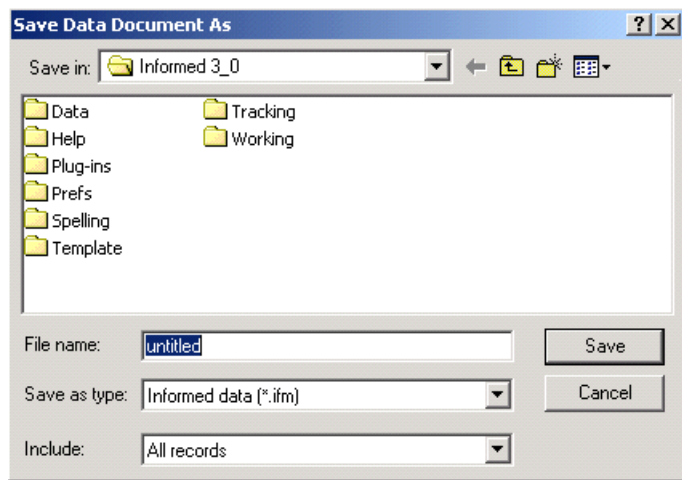 Save Data Document As
Save in: Informed 3_0
Data Tracking
Help Working
Plug-ins
Prefs
Spelling
Template
File name: untitled Save
Save as type: Informed data (*.ifm) Cancel
Include: All records